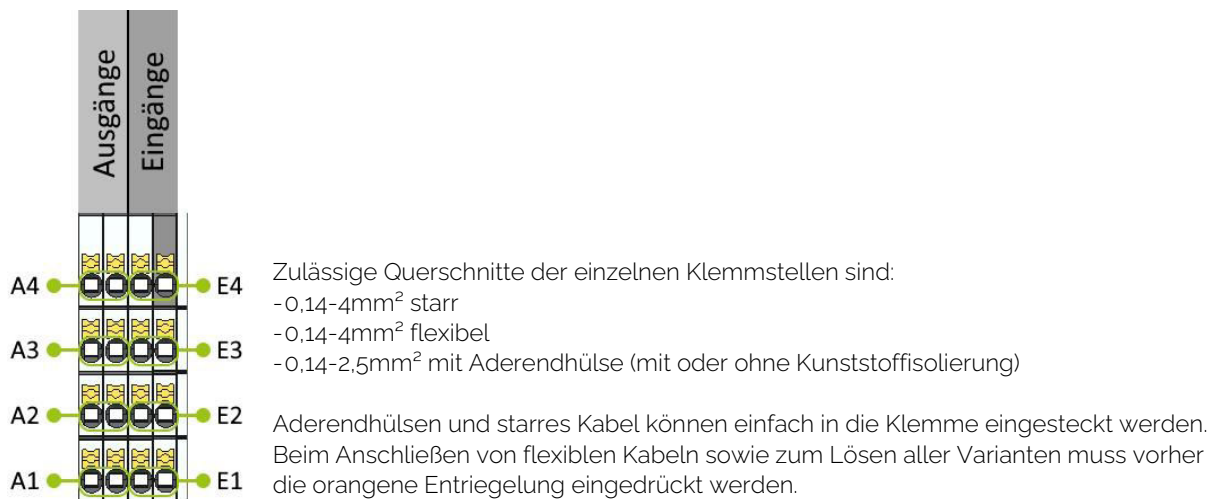 Ausgänge
Eingänge
A4
E4
A3
E3
A2
E2
A1
E1
Zulässige Querschnitte der einzelnen Klemmstellen sind:
-0,14-4mm² starr
-0,14-4mm² flexibel
-0,14-2,5mm² mit Aderendhülse (mit oder ohne Kunststoffisolierung)
Aderendhülsen und starres Kabel können einfach in die Klemme eingesteckt werden.
Beim Anschließen von flexiblen Kabeln sowie zum Lösen aller Varianten muss vorher
die orangene Entriegelung eingedrückt werden.